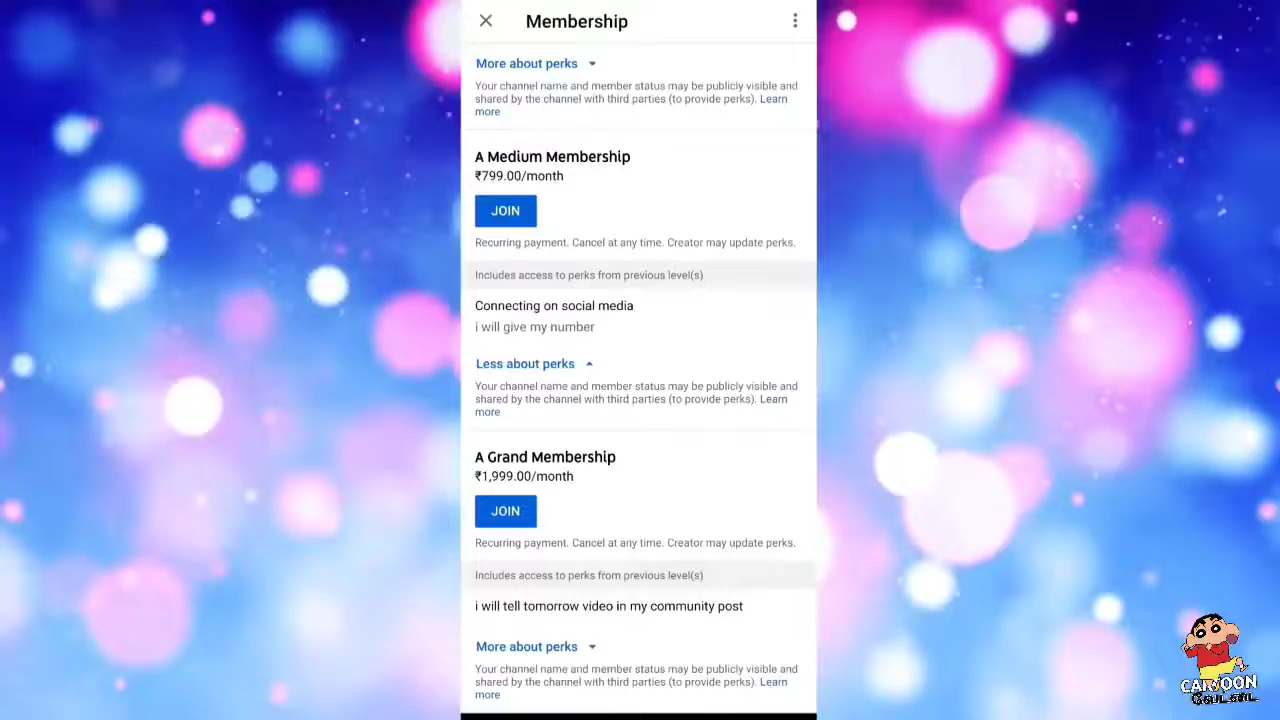 Membership
More about perks
Your channel name and member status may be publicly visible and
shared by the channel with third parties (to provide perks). Learn
more
A Medium Membership
₹799.00/month
JOIN
Recurring payment. Cancel at any time. Creator may update perks.
Includes access to perks from previous level(s)
Connecting on social media
i will give my number
Less about perks
Your channel name and member status may be publicly visible and
shared by the channel with third parties (to provide perks). Learn
more
A Grand Membership
₹1,999.00/month
JOIN
Recurring payment. Cancel at any time. Creator may update perks.
Includes access to perks from previous level(s)
i will tell tomorrow video in my community post
More about perks
Your channel name and member status may be publicly visible and
shared by the channel with third parties (to provide perks). Learn
more
CARTOON